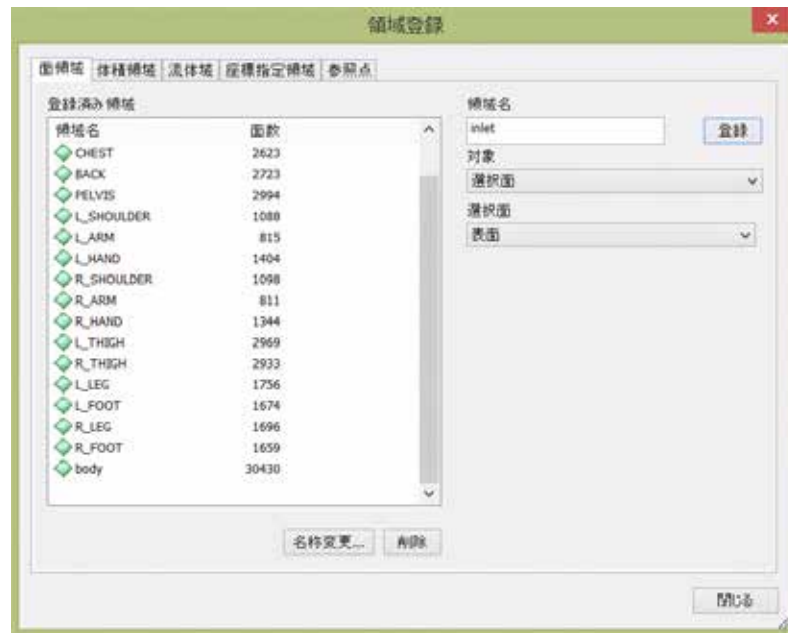 領域登録
x
面領域 体積領域 流体域 座標指定領域 参照点
登録済み領域
領域名 面数
CHEST 2623
BACK 2723
PELVIS 2994
L_SHOULDER 1088
L_ARM 815
L_HAND 1404
R_SHOULDER 1098
R_ARM 811
R_HAND 1344
L_THIGH 2969
R_THIGH 2933
L_LEG 1756
L_FOOT 1674
R_LEG 1696
R_FOOT 1659
body 30430
名称変更... 削除
領域名
inlet 登録
対象
選択面
選択面
表面
閉じる